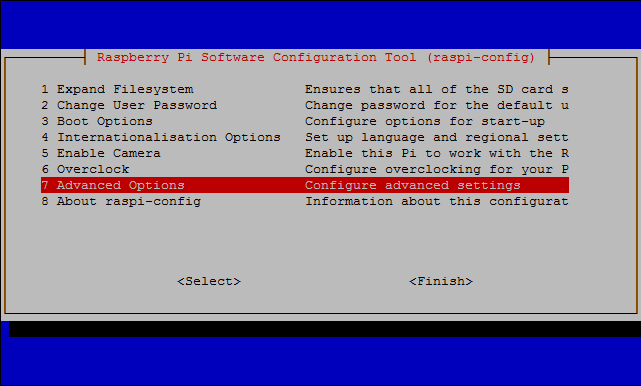 Raspberry Pi Software Configuration Tool (raspi-config)
1 Expand Filesystem Ensures that all of the SD card s
2 Change User Password Change password for the default u
3 Boot Options Configure options for start-up
4 Internationalisation Options Set up language and regional sett
5 Enable Camera Enable this Pi to work with the R
6 Overclock Configure overclocking for your P
7 Advanced Options Configure advanced settings
8 About raspi-config Information about this configurat
<Select> <Finish>